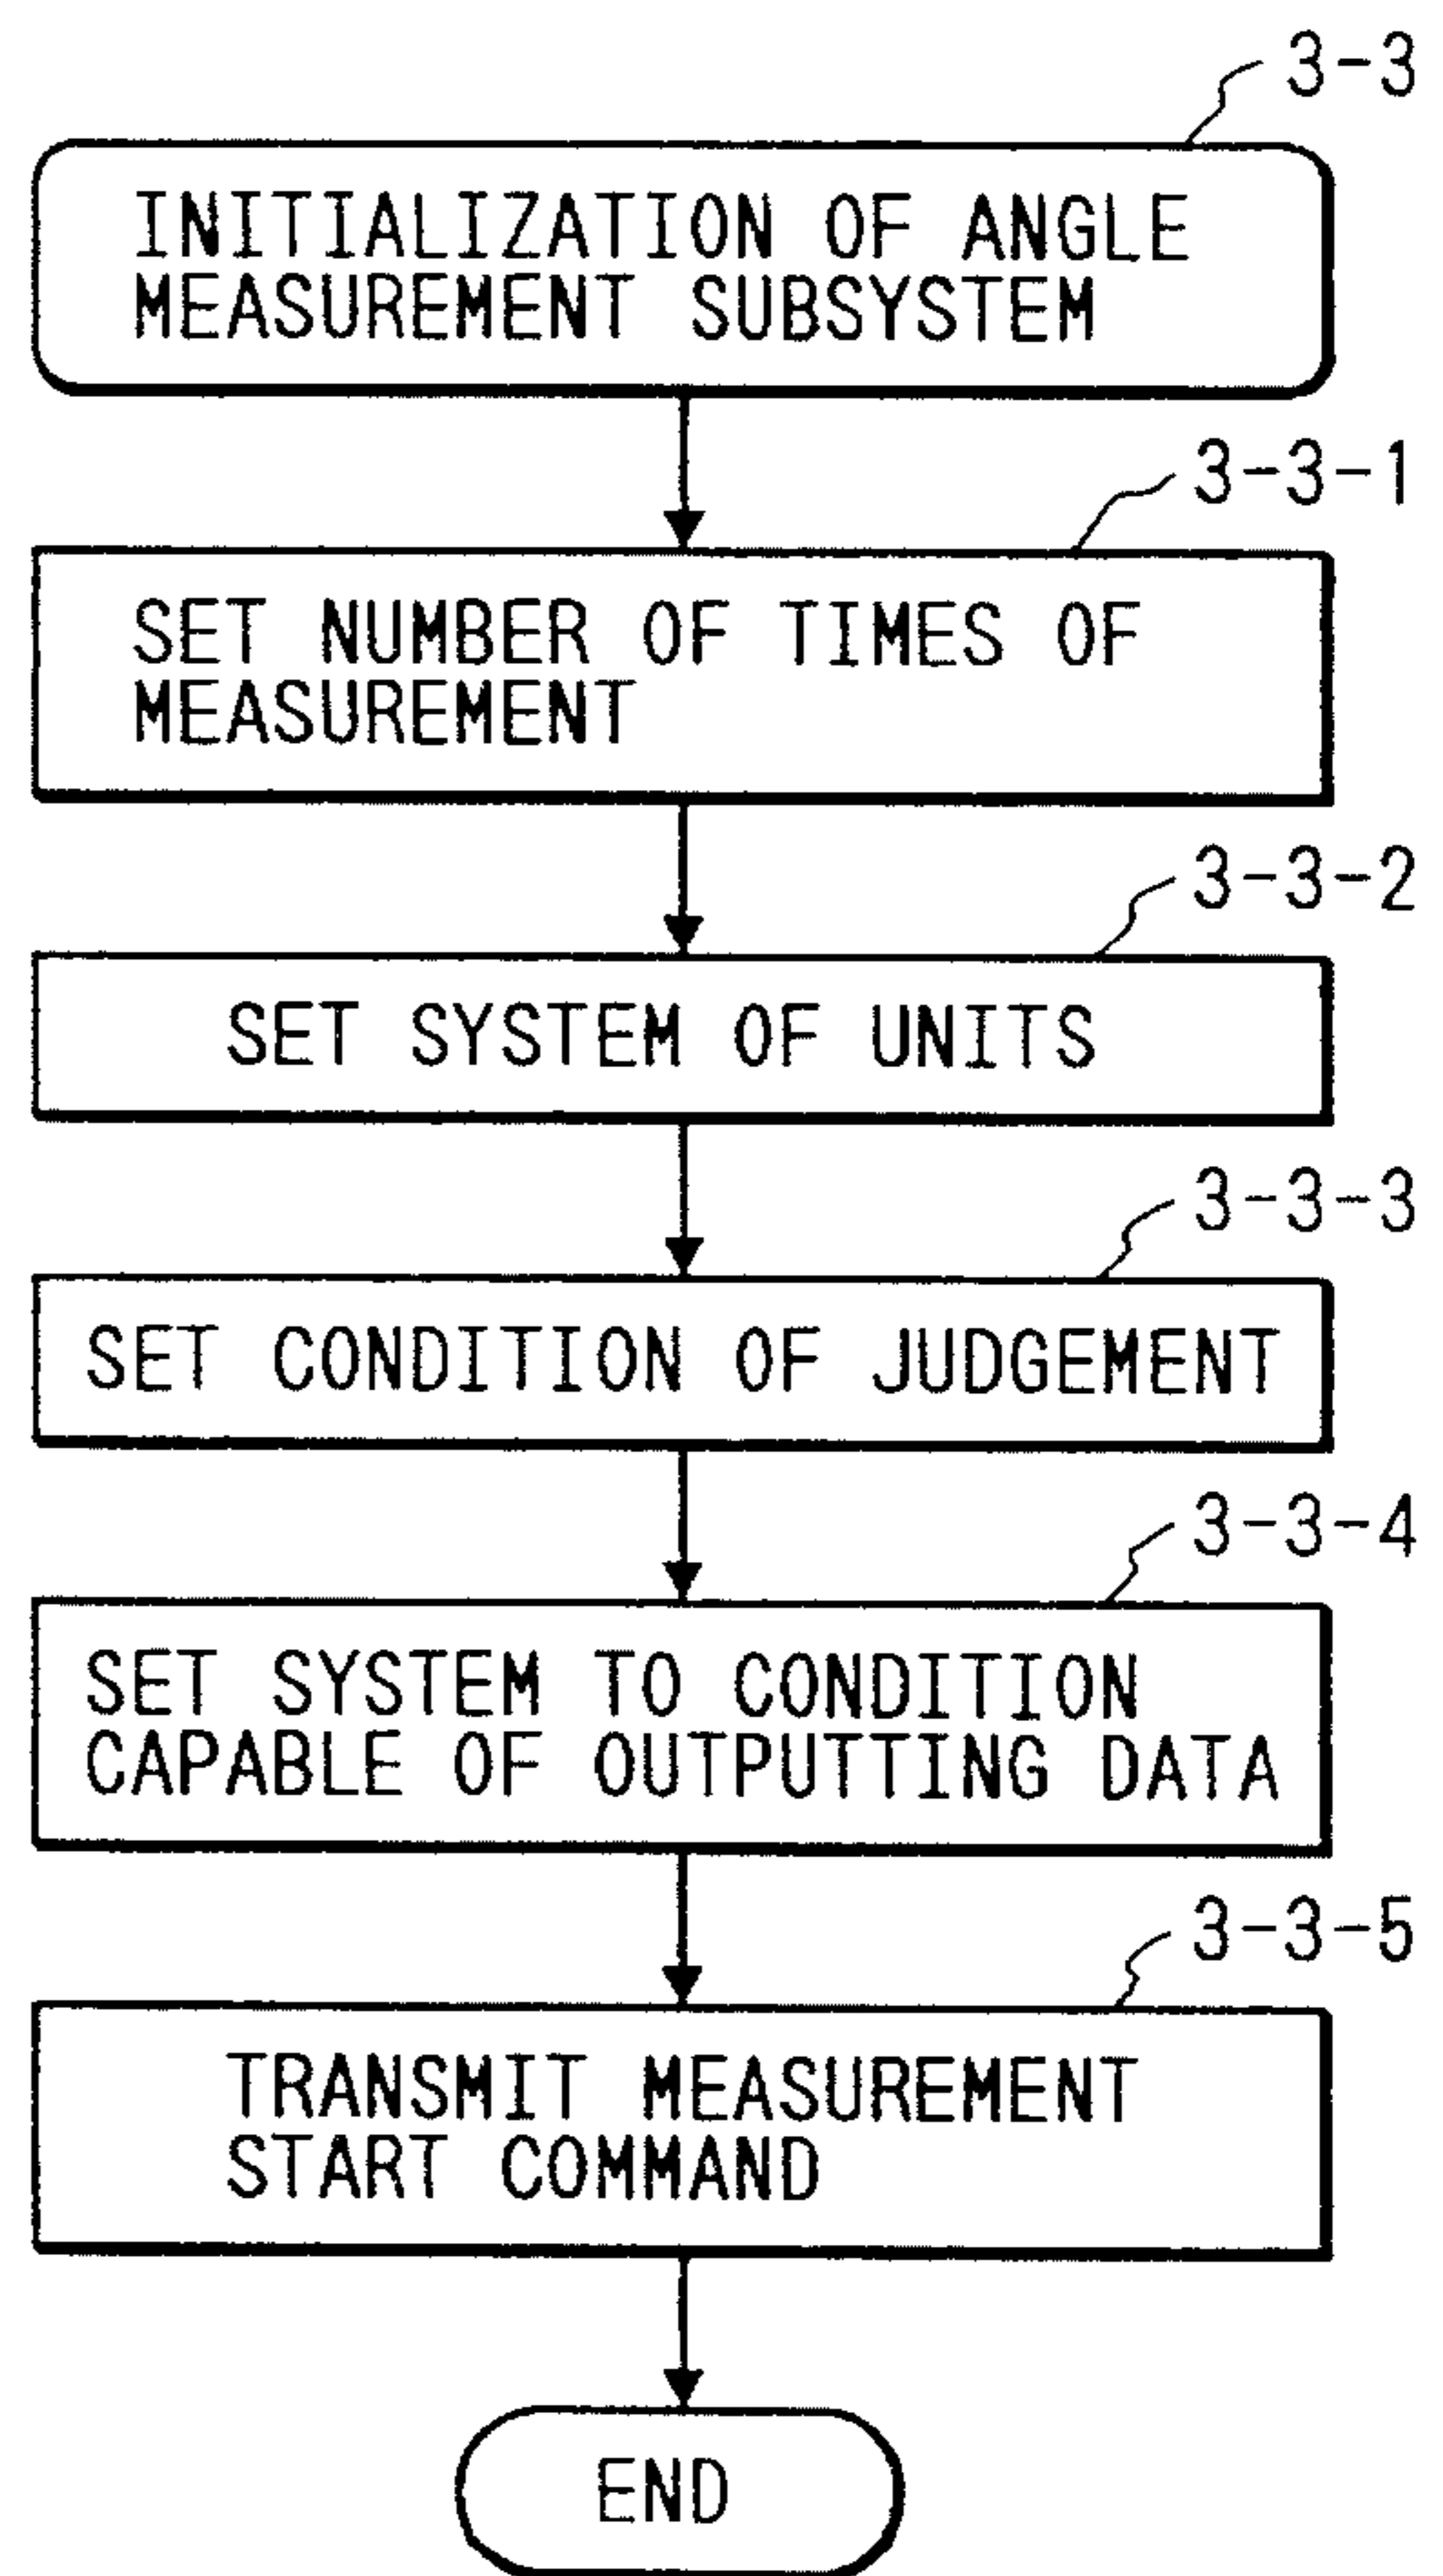 3-3
INITIALIZATION OF ANGLE
MEASUREMENT SUBSYSTEM
3-3-1
SET NUMBER OF TIMES OF
MEASUREMENT
3-3-2
SET SYSTEM OF UNITS
3-3-3
SET CONDITION OF JUDGEMENT
3-3-4
SET SYSTEM TO CONDITION
CAPABLE OF OUTPUTTING DATA
3-3-5
TRANSMIT MEASUREMENT
START COMMAND
END